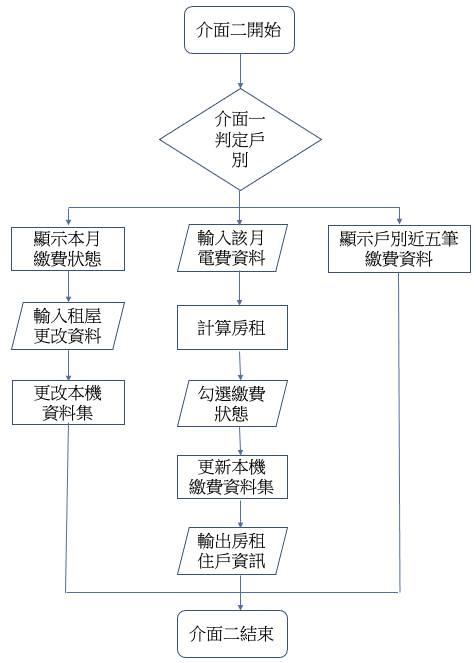 介面二開始
介面一
判定戶
別
顯示本月
繳費狀態
輸入租屋
更改資料
更改本機
資料集
輸入該月
電費資料
計算房租
勾選繳費
狀態
更新本機
繳費資料集
輸出房租
住戶資訊
顯示戶別近五筆
繳費資料
介面二結束